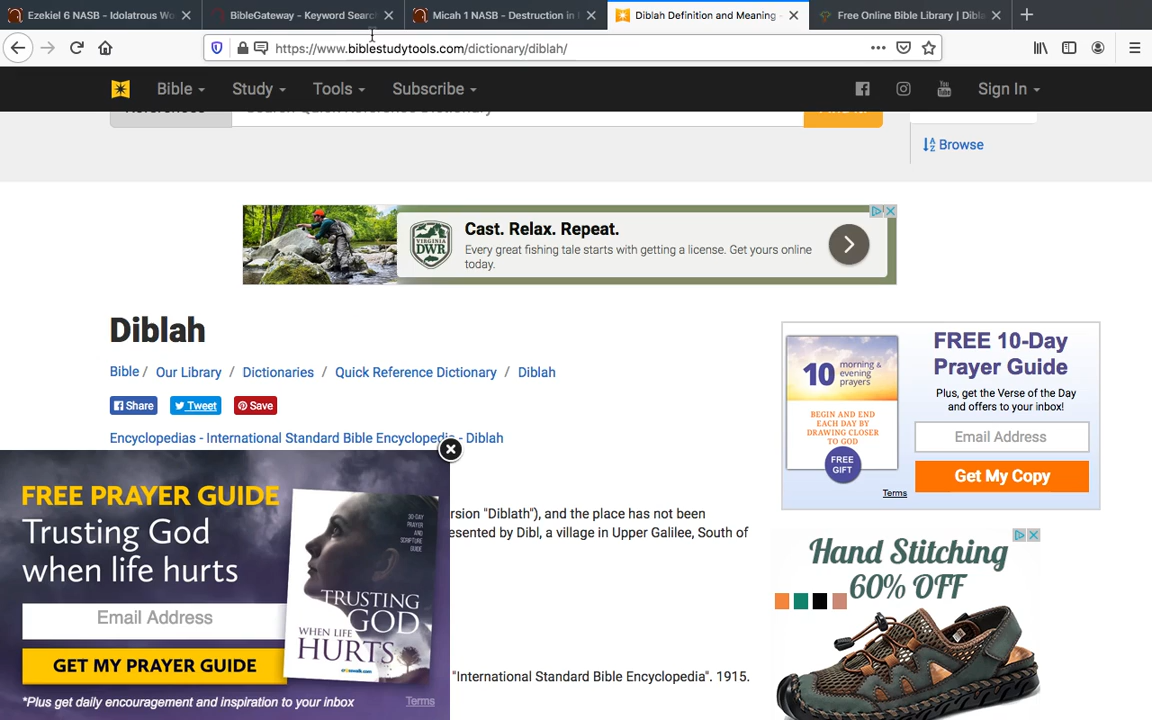 Ezekiel 6 NASB - Idolatrous Wo
BibleGateway - Keyword Search
Micah 1 NASB - Destruction in
Diblah Definition and Meaning -
Free Online Bible Library | Dibla
https://www.biblestudytools.com/dictionary/diblah/
Bible
Study
Tools
Subscribe
Sign In
Browse
VIRGINIA
DWR
Cast. Relax. Repeat.
Every great fishing tale starts with getting a license. Get yours online
today.
Diblah
Bible / Our Library / Dictionaries / Quick Reference Dictionary / Diblah
Share
Tweet
Save
Encyclopedias - International Standard Bible Encyclopedia - Diblah
rsion "Diblath"), and the place has not been
esented by Dibl, a village in Upper Galilee, South of
"International Standard Bible Encyclopedia". 1915.
FREE PRAYER GUIDE
Trusting God
when life hurts
Email Address
GET MY PRAYER GUIDE
*Plus get daily encouragement and inspiration to your inbox
Terms
30-DAY
PRAYER
AND
SCRIPTURE
GUIDE
TRUSTING
GOD
WHEN LIFE
HURTS
crosswalk.com
10 morning &
evening
prayers
BEGIN AND END
EACH DAY BY
DRAWING CLOSER
TO GOD
FREE
GIFT
FREE 10-Day
Prayer Guide
Plus, get the Verse of the Day
and offers to your inbox!
Email Address
Get My Copy
Terms
Hand Stitching
60% OFF